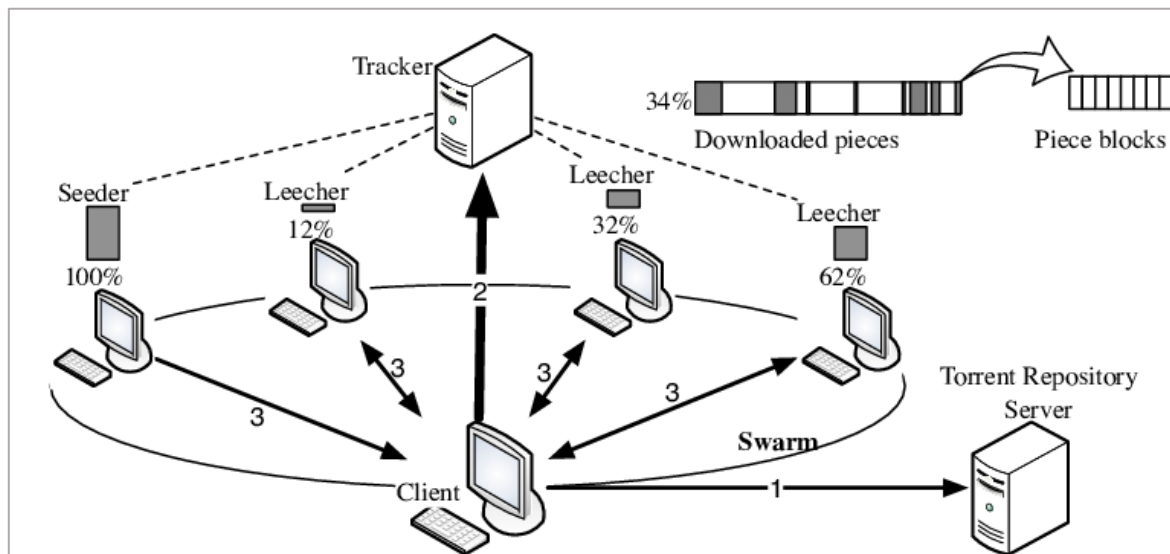 Tracker
34%
Downloaded pieces
Piece blocks
Seeder
100%
Leecher
12%
Leecher
32%
Leecher
62%
2
3
3
3
3
Torrent Repository
Server
Swarm
Client
1